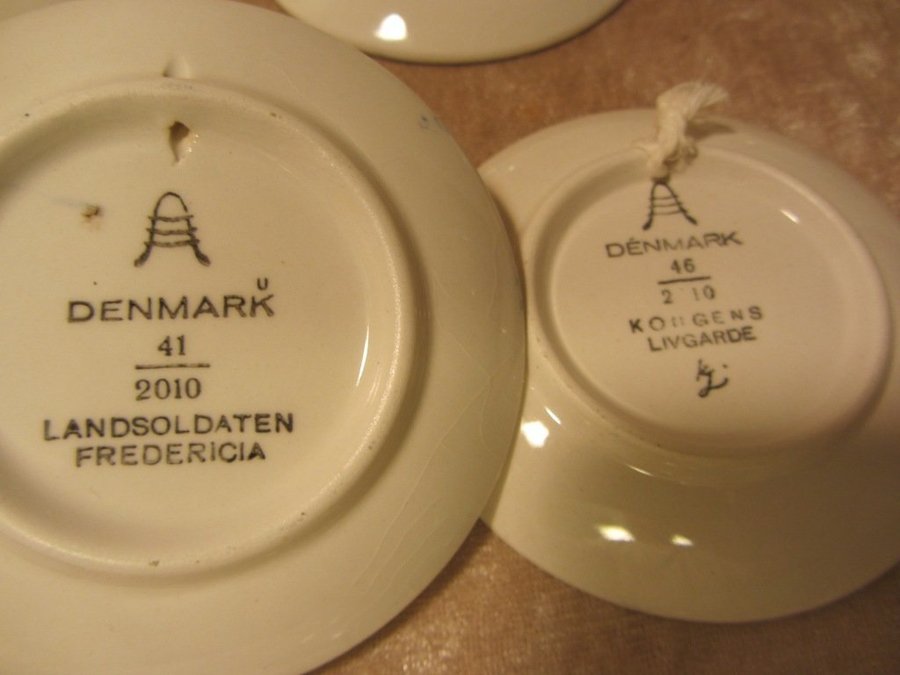 DENMARK U
41
2010
LANDSOLDATEN
FREDERICIA
DENMARK
46
2 10
KONGENS
LIVGARDE